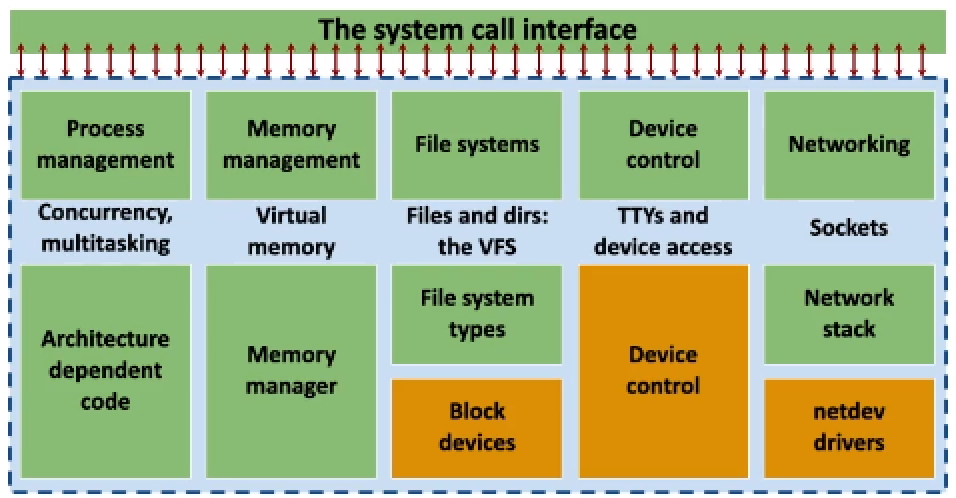 The system call interface
Process
management
Memory
management
File systems
Device
control
Networking
Concurrency,
multitasking
Virtual
memory
Files and dirs:
the VFS
TTYs and
device access
Sockets
Architecture
dependent
code
Memory
manager
File system
types
Block
devices
Device
control
Network
stack
netdev
drivers